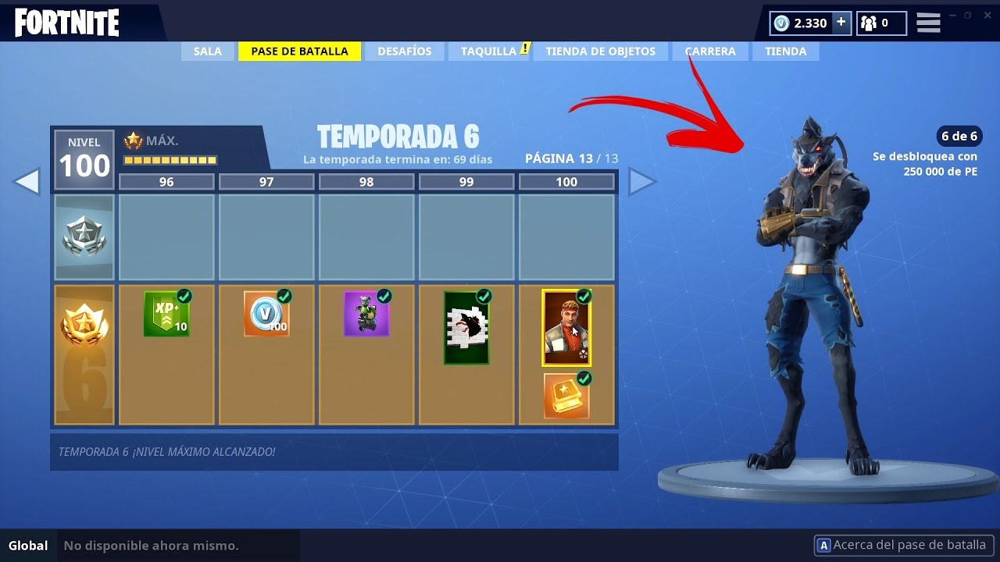 FORTNITE
2.330 +
0
SALA
PASE DE BATALLA
DESAFÍOS
TAQUILLA !
TIENDA DE OBJETOS
CARRERA
TIENDA
NIVEL
100
MÁX.
TEMPORADA 6
La temporada termina en: 69 días
PÁGINA 13 / 13
6 de 6
Se desbloquea con
250 000 de PE
96
97
98
99
100
XP+
10
V
100
6
TEMPORADA 6 ¡NIVEL MÁXIMO ALCANZADO!
Global
No disponible ahora mismo.
A Acerca del pase de batalla